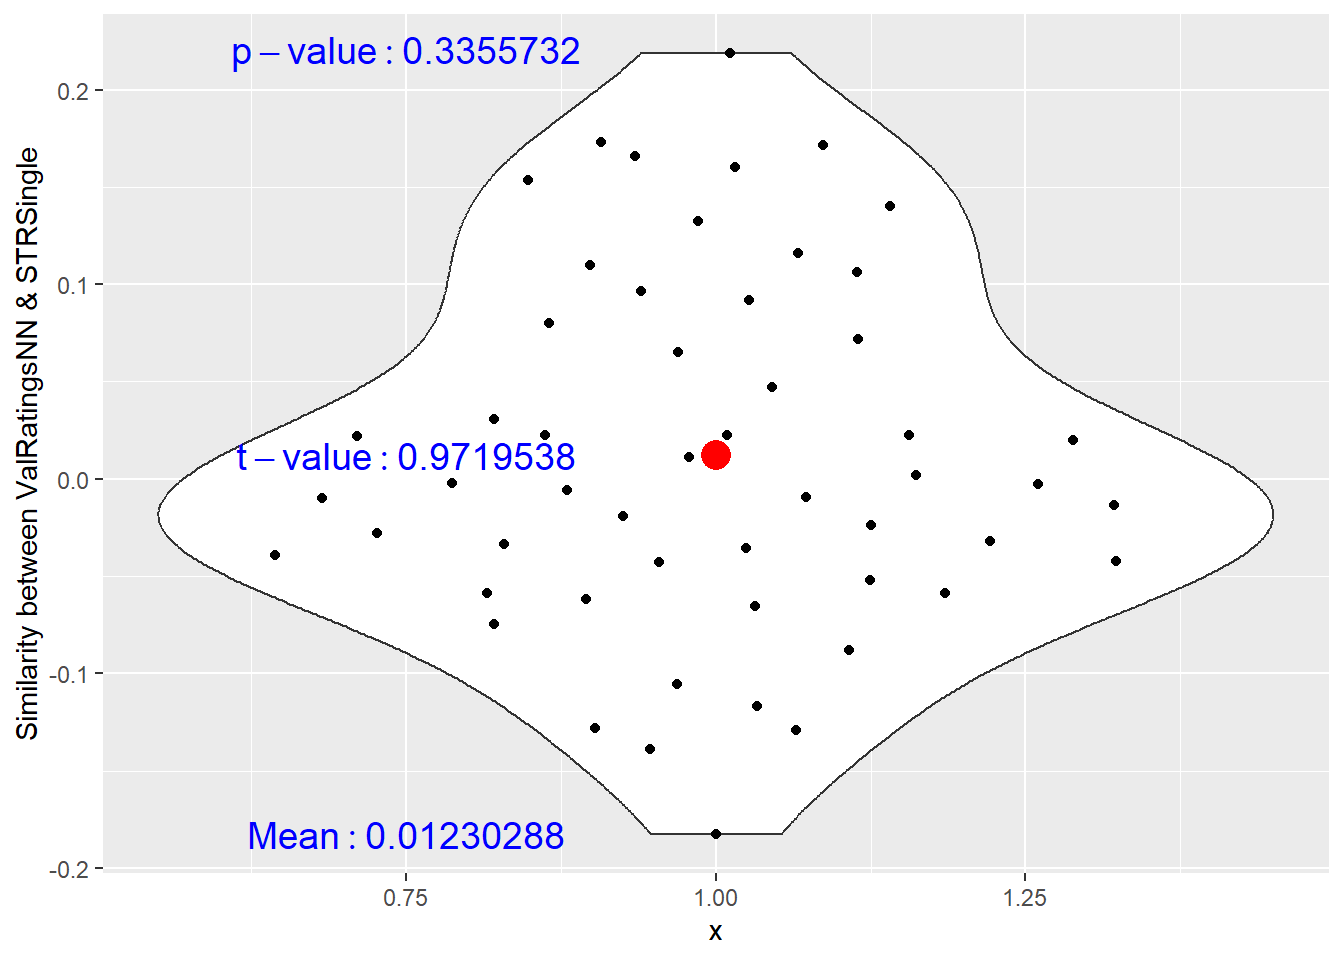 p – value : 0.3355732
0.2
0.1
Similarity between ValRatingsNN & STRSingle
t – value : 0.9719538
0.0
-0.1
Mean : 0.01230288
-0.2
0.75 1.00 1.25
x